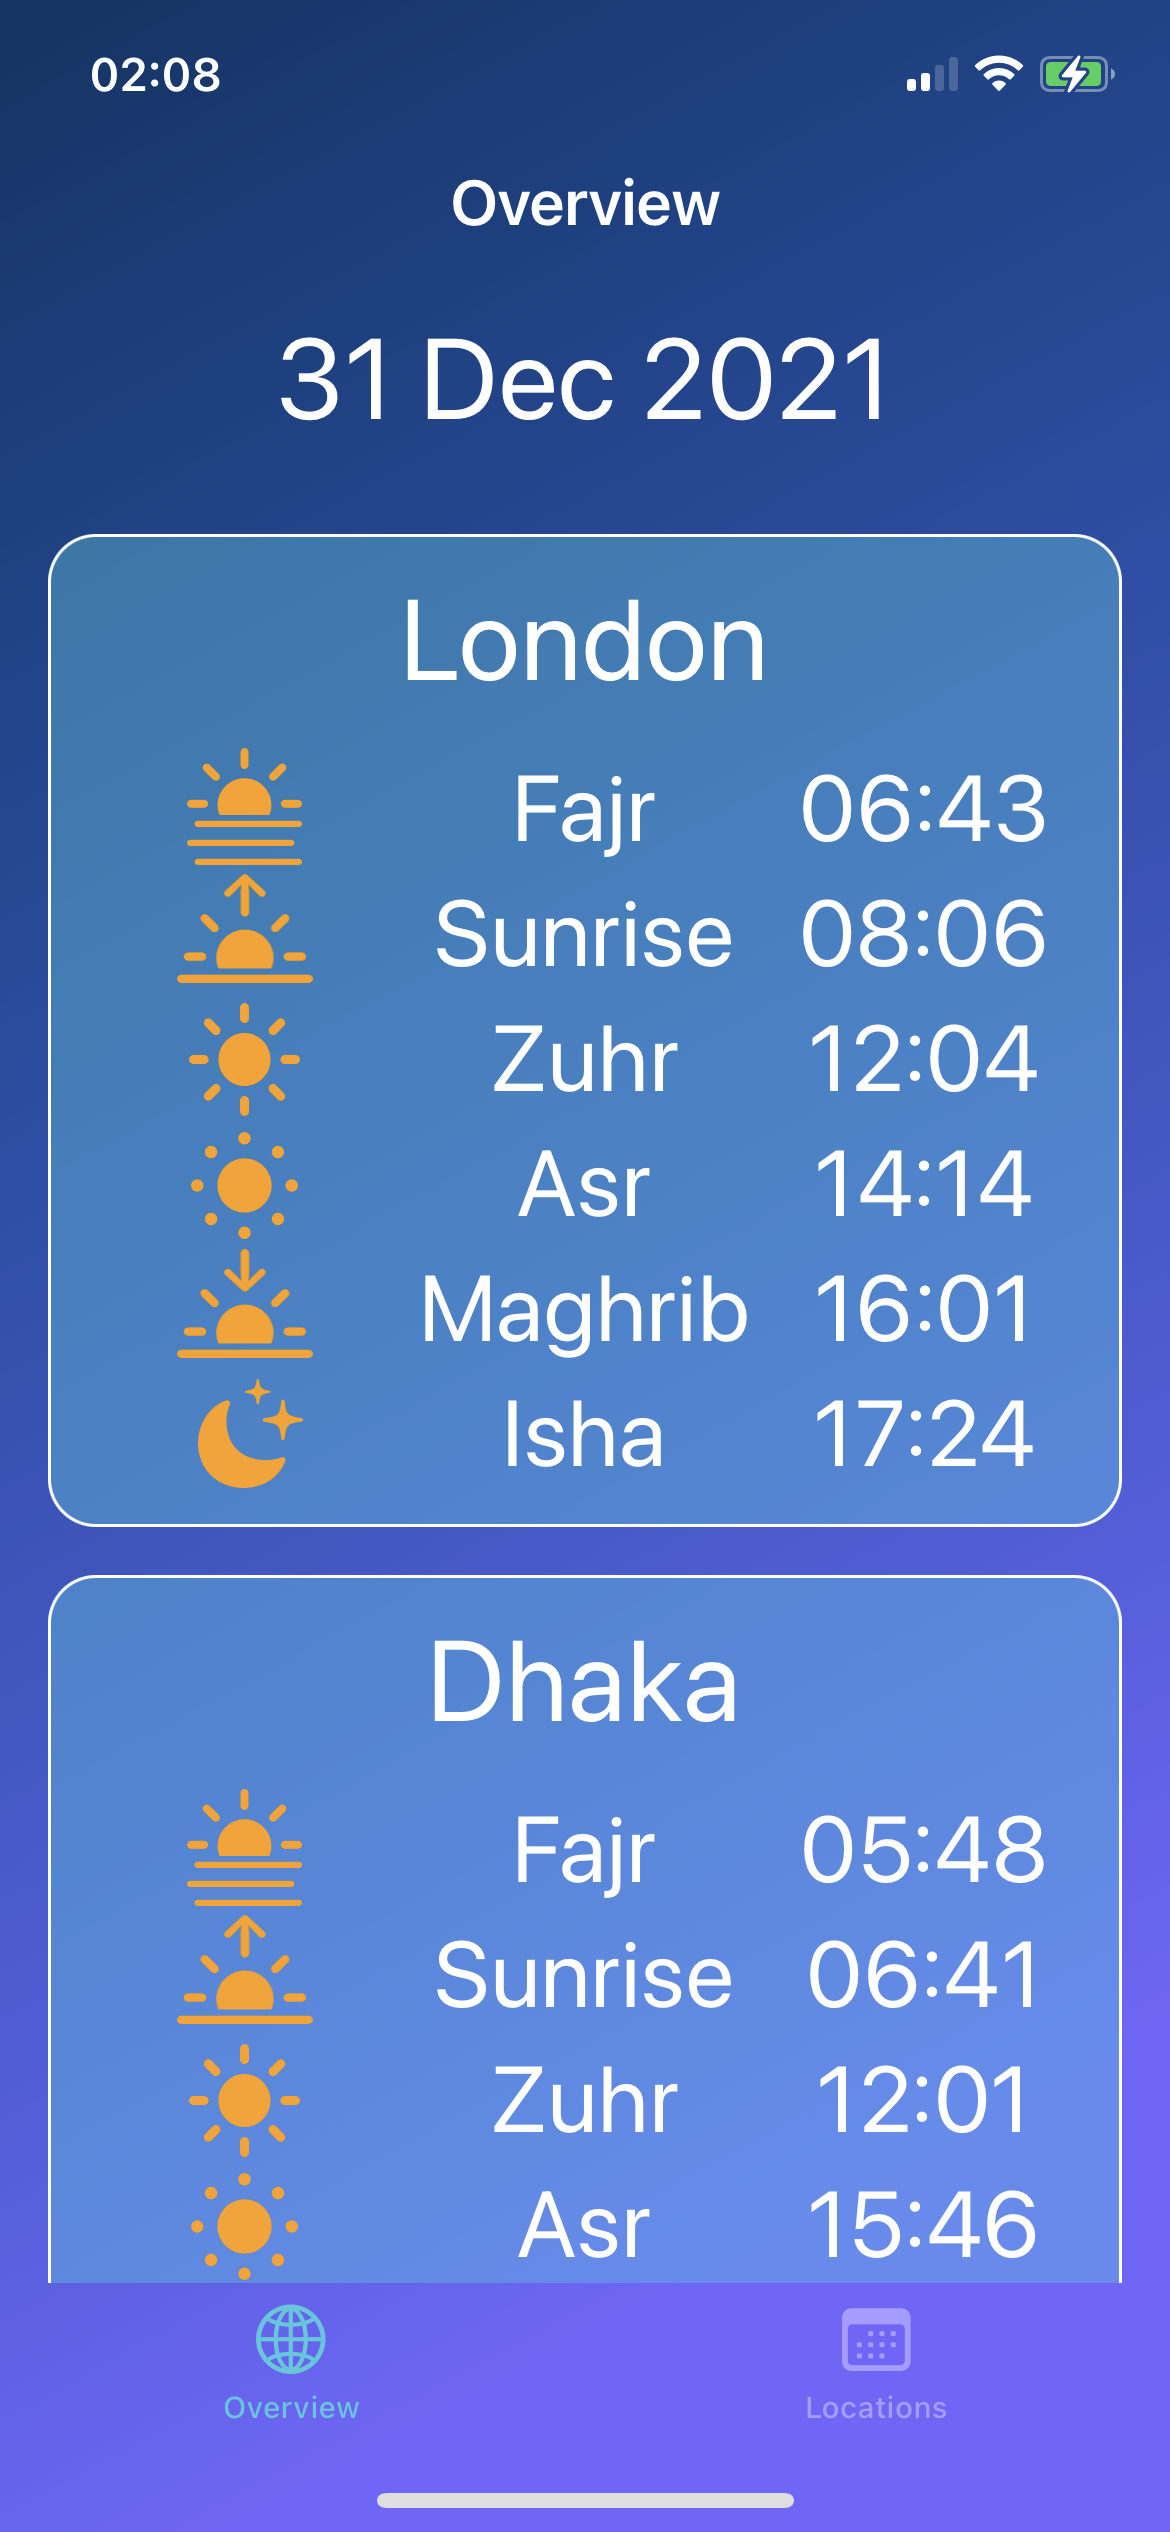 02:08
Overview
31 Dec 2021
London
Fajr 06:43
Sunrise 08:06
Zuhr 12:04
Asr 14:14
Maghrib 16:01
Isha 17:24
Dhaka
Fajr 05:48
Sunrise 06:41
Zuhr 12:01
Asr 15:46
Overview Locations